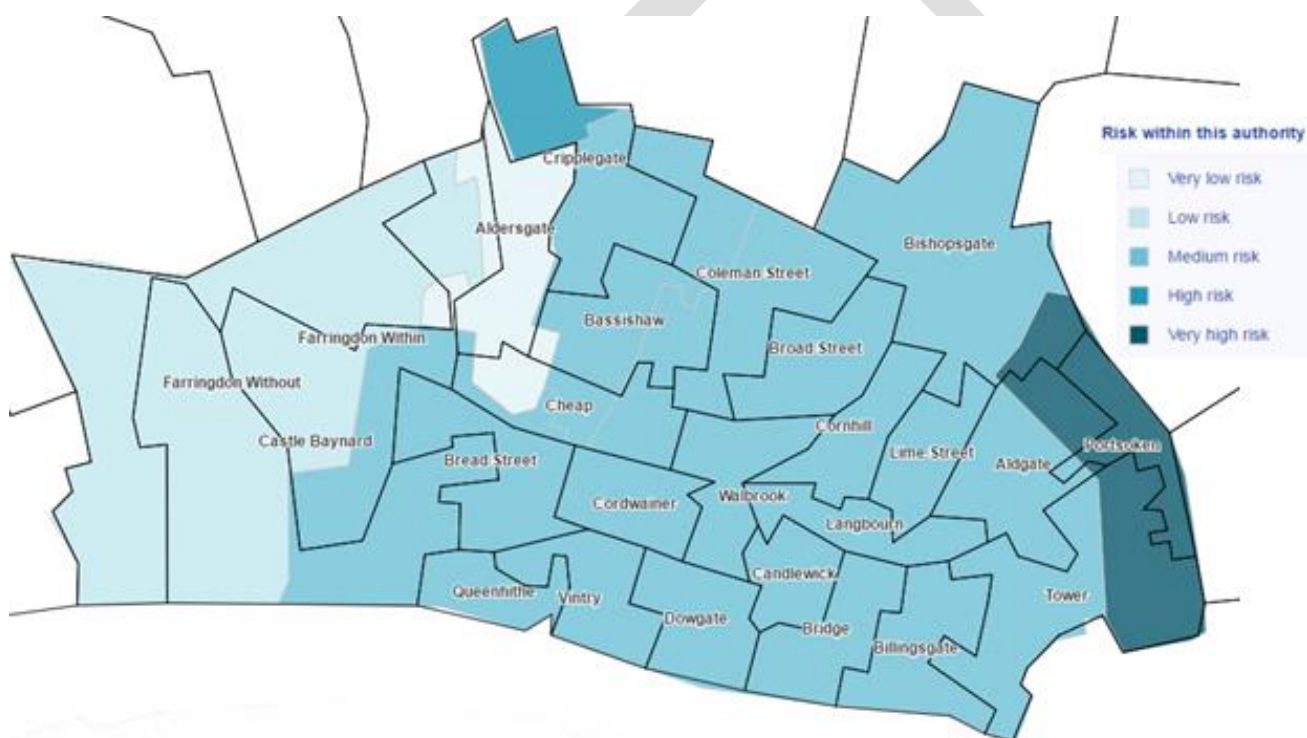 Risk within this authority
Very low risk
Low risk
Medium risk
High risk
Very high risk
Cripplegate
Aldersgate
Bishopsgate
Coleman Street
Bassishaw
Farringdon Within
Broad Street
Farringdon Without
Cheap
Cornhill
Castle Baynard
Bread Street
Lime Street
Portsoken
Aldgate
Cordwainer
Walbrook
Langbourn
Candlewick
Queenhithe
Vintry
Tower
Dowgate
Bridge
Billingsgate